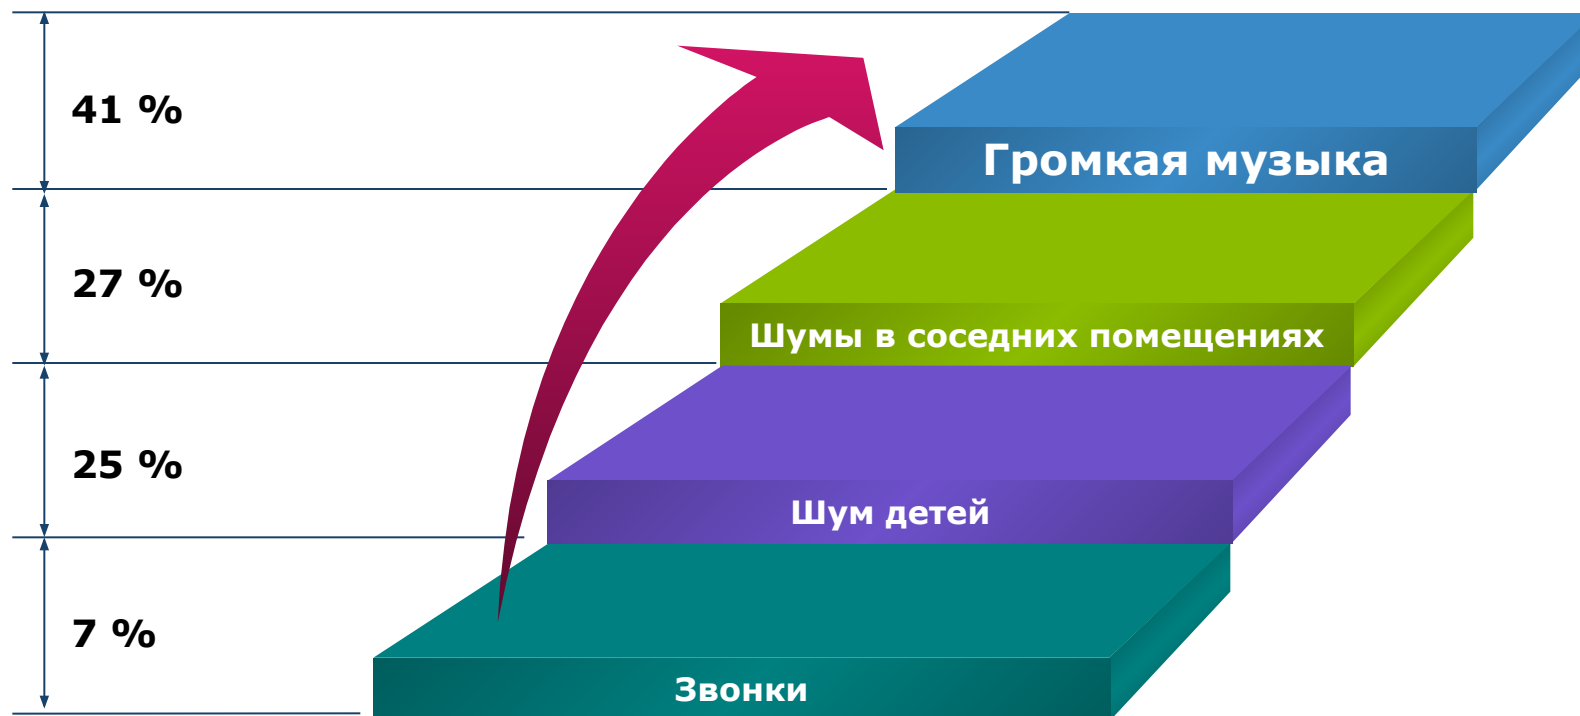 41 %
Громкая музыка
27 %
Шумы в соседних помещениях
25 %
Шум детей
7 %
Звонки